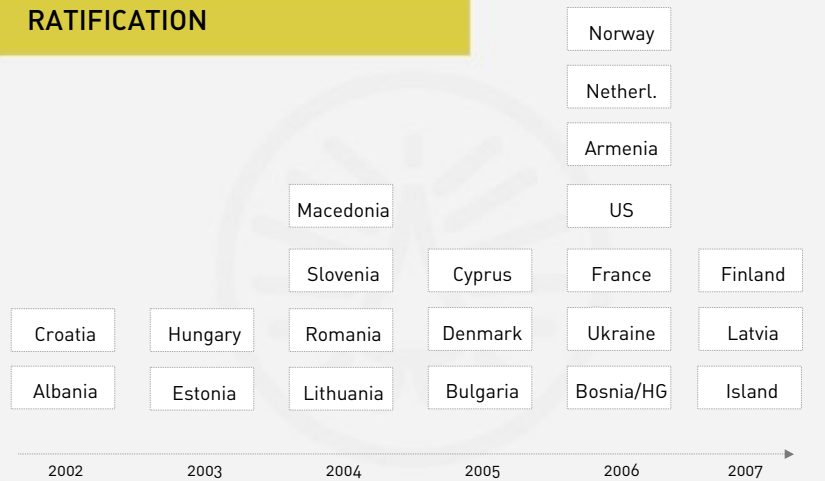 RATIFICATION
Norway
Netherl.
Armenia
Macedonia
US
Slovenia
Cyprus
France
Finland
Croatia
Hungary
Romania
Denmark
Ukraine
Latvia
Albania
Estonia
Lithuania
Bulgaria
Bosnia/HG
Island
2002
2003
2004
2005
2006
2007